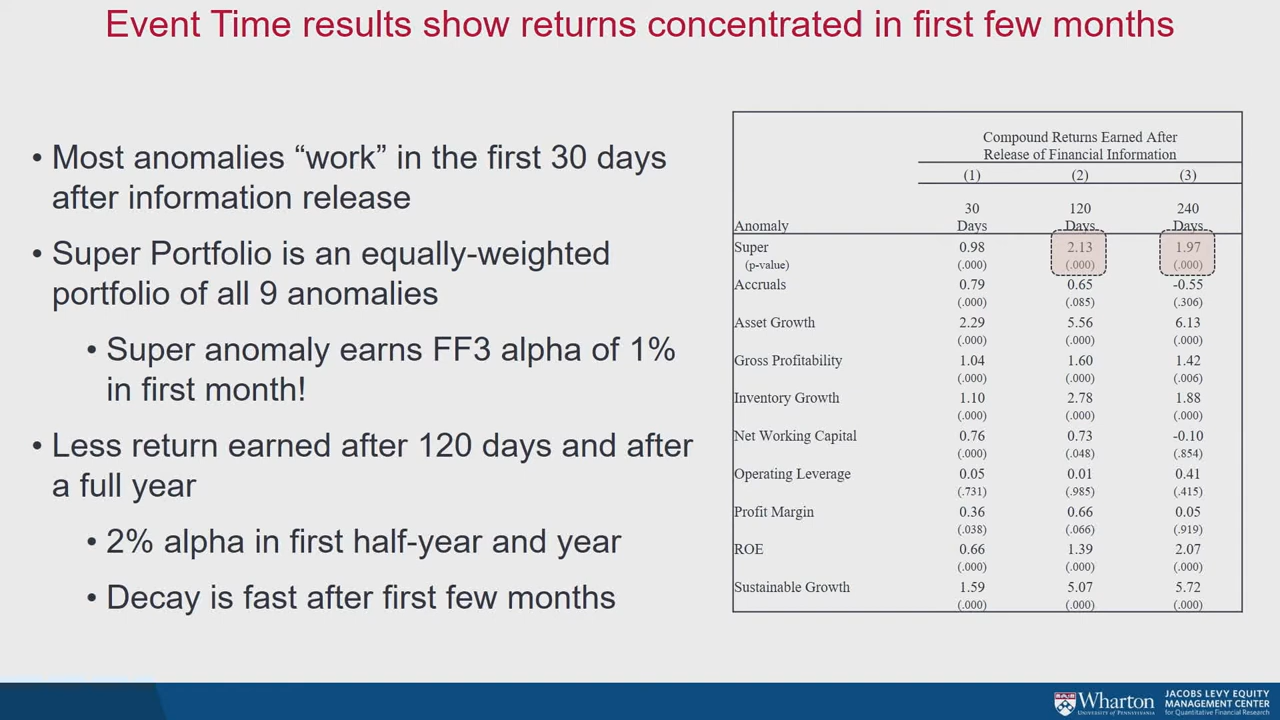 Event Time results show returns concentrated in first few months
• Most anomalies “work” in the first 30 days
after information release
• Super Portfolio is an equally-weighted
portfolio of all 9 anomalies
• Super anomaly earns FF3 alpha of 1%
in first month!
• Less return earned after 120 days and after
a full year
• 2% alpha in first half-year and year
• Decay is fast after first few months
Compound Returns Earned After
Release of Financial Information
(1) (2) (3)
30 120 240
Anomaly Days Days Days
Super 0.98 2.13 1.97
(p-value) (.000) (.000) (.000)
Accruals 0.79 0.65 -0.55
(.000) (.085) (.306)
Asset Growth 2.29 5.56 6.13
(.000) (.000) (.000)
Gross Profitability 1.04 1.60 1.42
(.000) (.000) (.006)
Inventory Growth 1.10 2.78 1.88
(.000) (.000) (.000)
Net Working Capital 0.76 0.73 -0.10
(.000) (.048) (.854)
Operating Leverage 0.05 0.01 0.41
(.731) (.985) (.415)
Profit Margin 0.36 0.66 0.05
(.038) (.066) (.919)
ROE 0.66 1.39 2.07
(.000) (.000) (.000)
Sustainable Growth 1.59 5.07 5.72
(.000) (.000) (.000)
Wharton
UNIVERSITY of PENNSYLVANIA
JACOBS LEVY EQUITY
MANAGEMENT CENTER
for Quantitative Financial Research